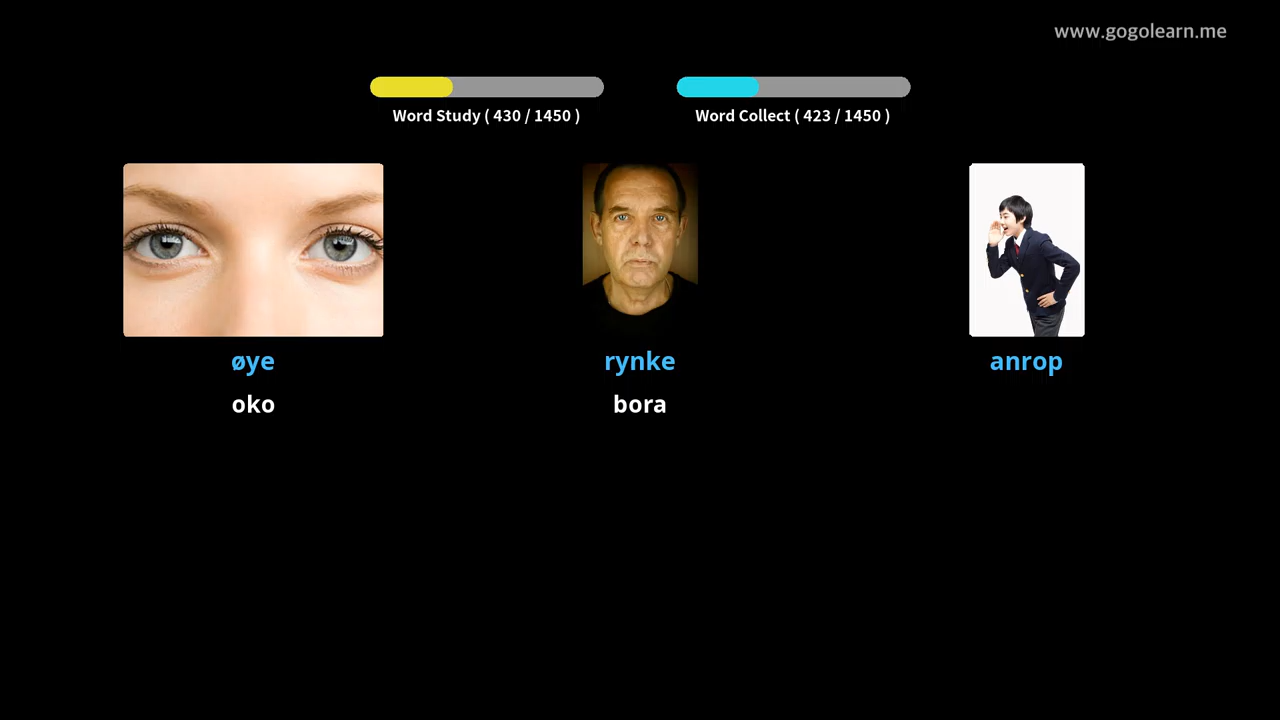 www.gogolearn.me
Word Study ( 430 / 1450 )
Word Collect ( 423 / 1450 )
øye
rynke
anrop
oko
bora